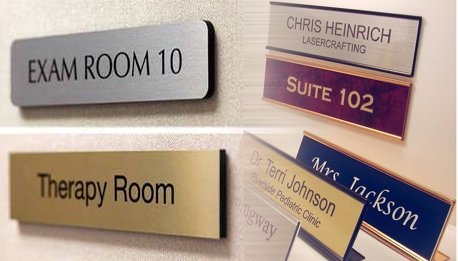 EXAM ROOM 10
CHRIS HEINRICH
LASERCRAFTING
SUITE 102
Therapy Room
Dr. Terri Johnson
Riverside Pediatric Clinic
Mrs. Jackson